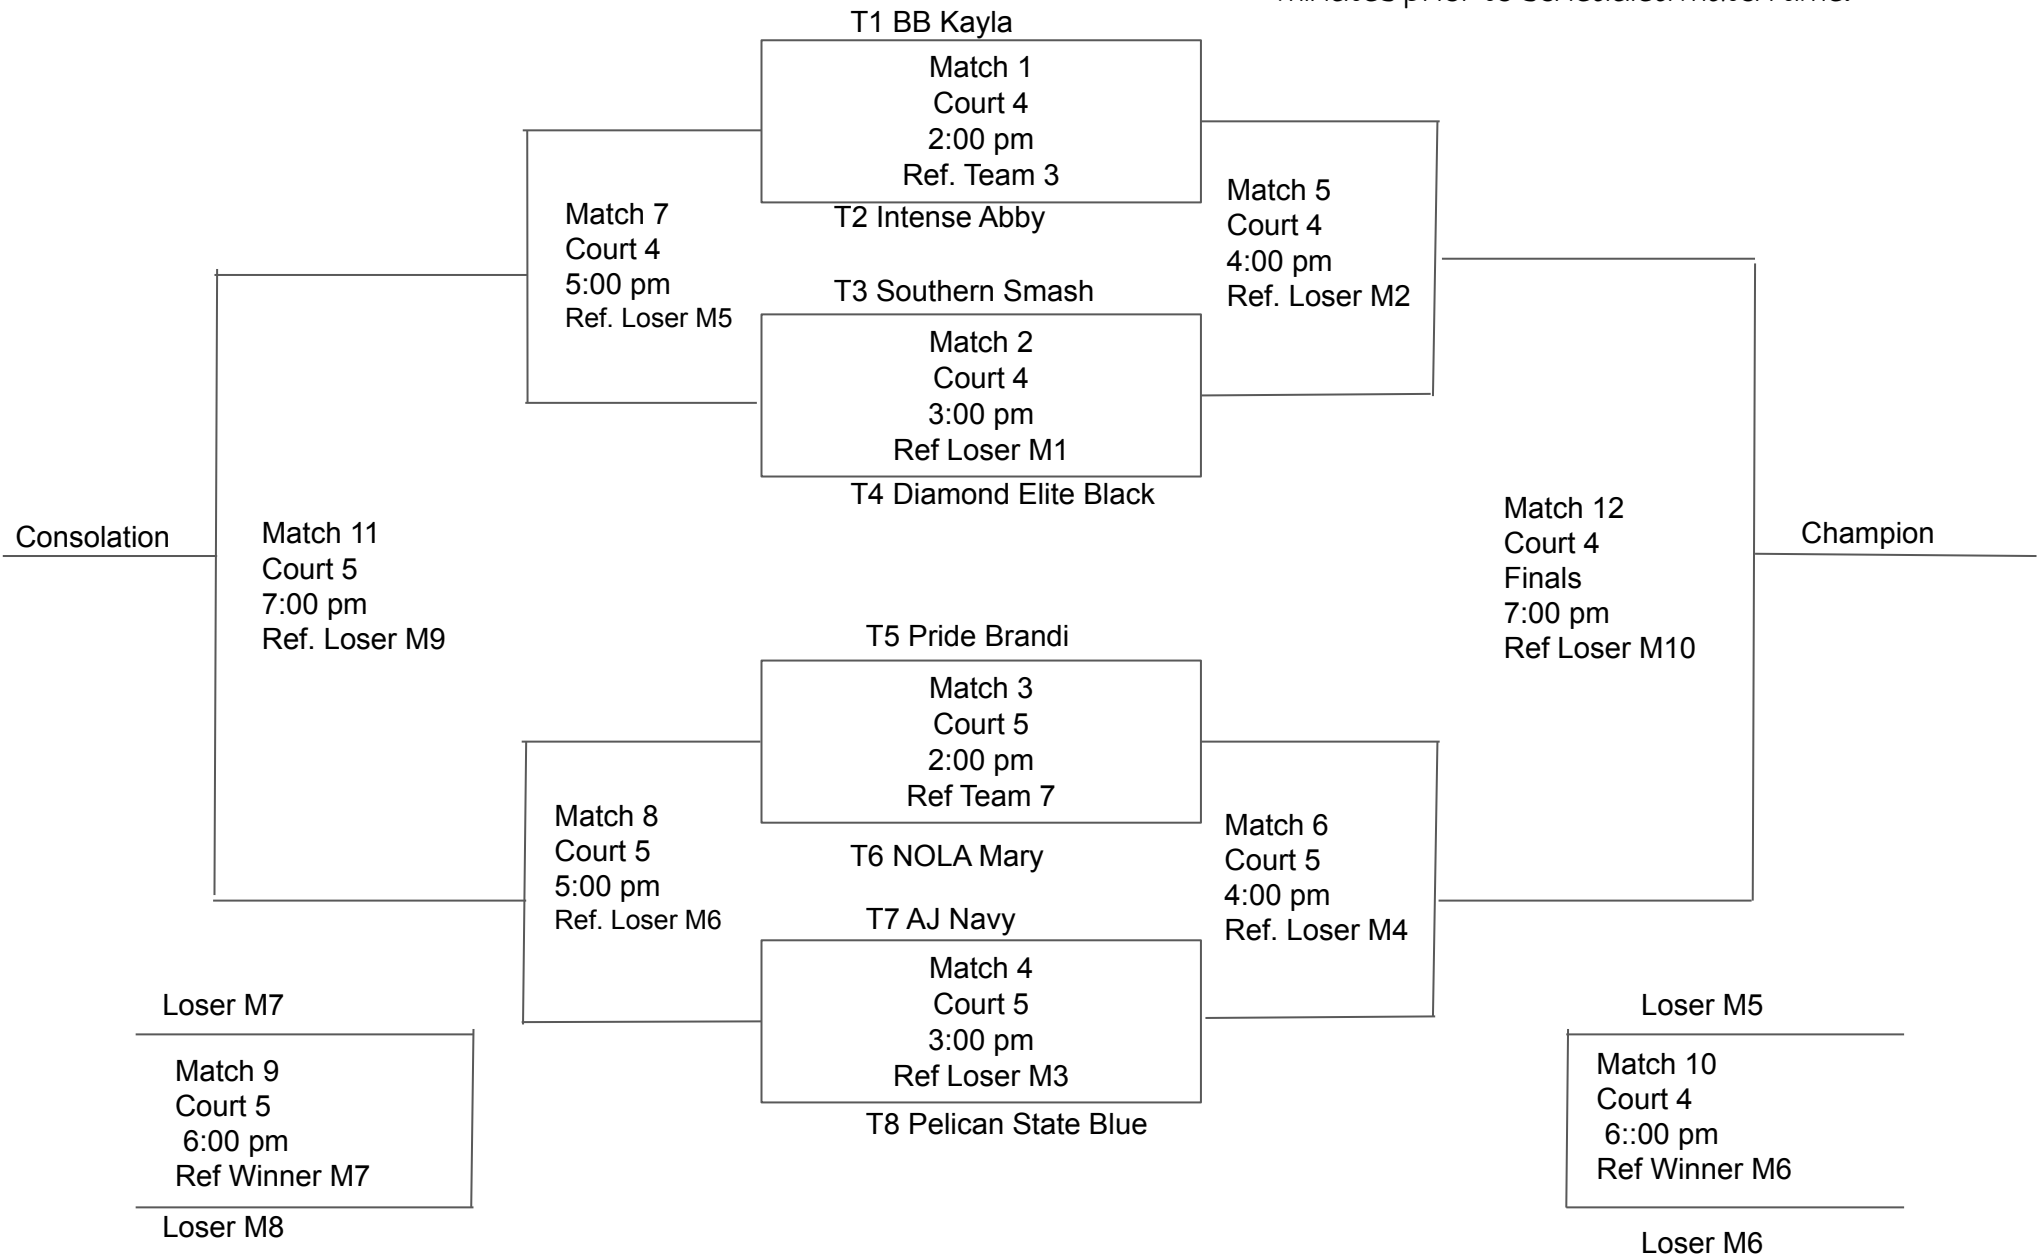 minutes prior to scheduled match time.
T1 BB Kayla
Match 1
Court 4
2:00 pm
Ref. Team 3
T2 Intense Abby
Match 7
Court 4
5:00 pm
Ref. Loser M5
Match 5
Court 4
4:00 pm
Ref. Loser M2
T3 Southern Smash
Match 2
Court 4
3:00 pm
Ref Loser M1
T4 Diamond Elite Black
Consolation
Match 11
Court 5
7:00 pm
Ref. Loser M9
Match 12
Court 4
Finals
7:00 pm
Ref Loser M10
Champion
T5 Pride Brandi
Match 3
Court 5
2:00 pm
Ref Team 7
T6 NOLA Mary
Match 8
Court 5
5:00 pm
Ref. Loser M6
Match 6
Court 5
4:00 pm
Ref. Loser M4
T7 AJ Navy
Match 4
Court 5
3:00 pm
Ref Loser M3
T8 Pelican State Blue
Loser M7
Match 9
Court 5
6:00 pm
Ref Winner M7
Loser M8
Loser M5
Match 10
Court 4
6::00 pm
Ref Winner M6
Loser M6